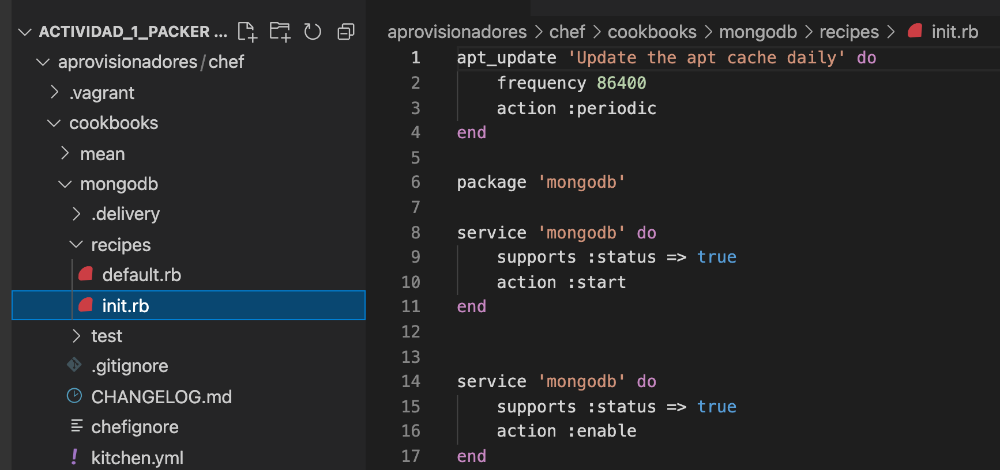 ACTIVIDAD_1_PACKER ...
aprovisionadores/chef
.vagrant
cookbooks
mean
mongodb
.delivery
recipes
default.rb
init.rb
test
.gitignore
CHANGELOG.md
chefignore
kitchen.yml
aprovisionadores > chef > cookbooks > mongodb > recipes > init.rb
1 apt_update 'Update the apt cache daily' do
2     frequency 86400
3     action :periodic
4 end
5
6 package 'mongodb'
7
8 service 'mongodb' do
9     supports :status => true
10     action :start
11 end
12
13
14 service 'mongodb' do
15     supports :status => true
16     action :enable
17 end